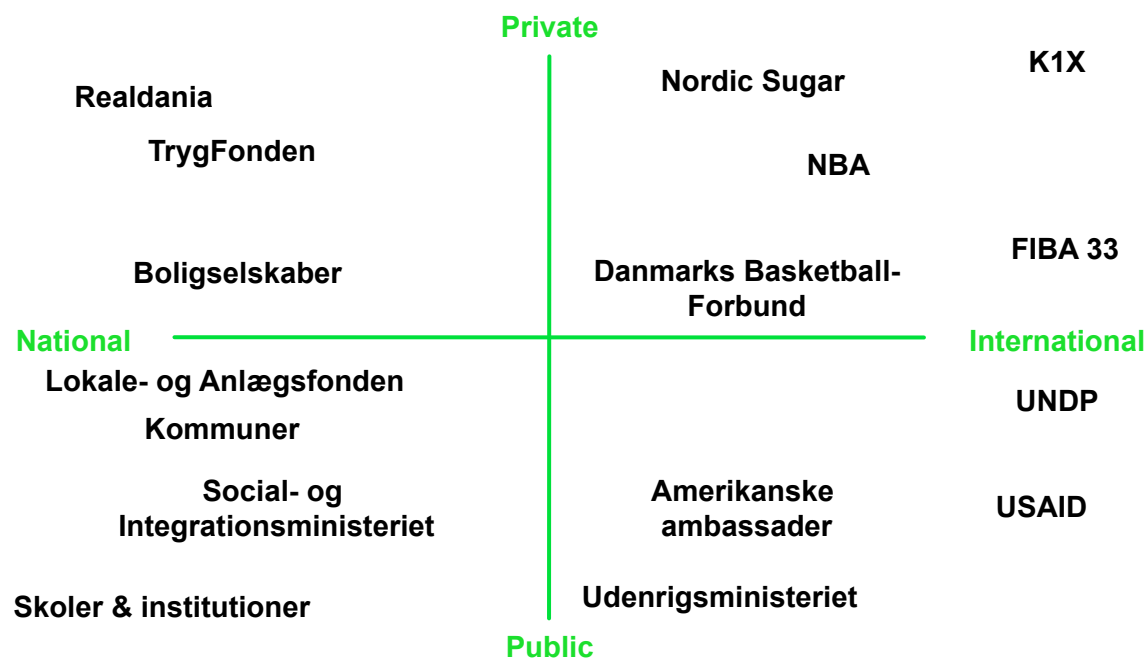 Private
K1X
Nordic Sugar
Realdania
TrygFonden
NBA
FIBA 33
Boligselskaber
Danmarks Basketball-
Forbund
National
International
Lokale- og Anlægsfonden
UNDP
Kommuner
Social- og
Integrationsministeriet
Amerikanske
ambassader
USAID
Udenrigsministeriet
Skoler & institutioner
Public